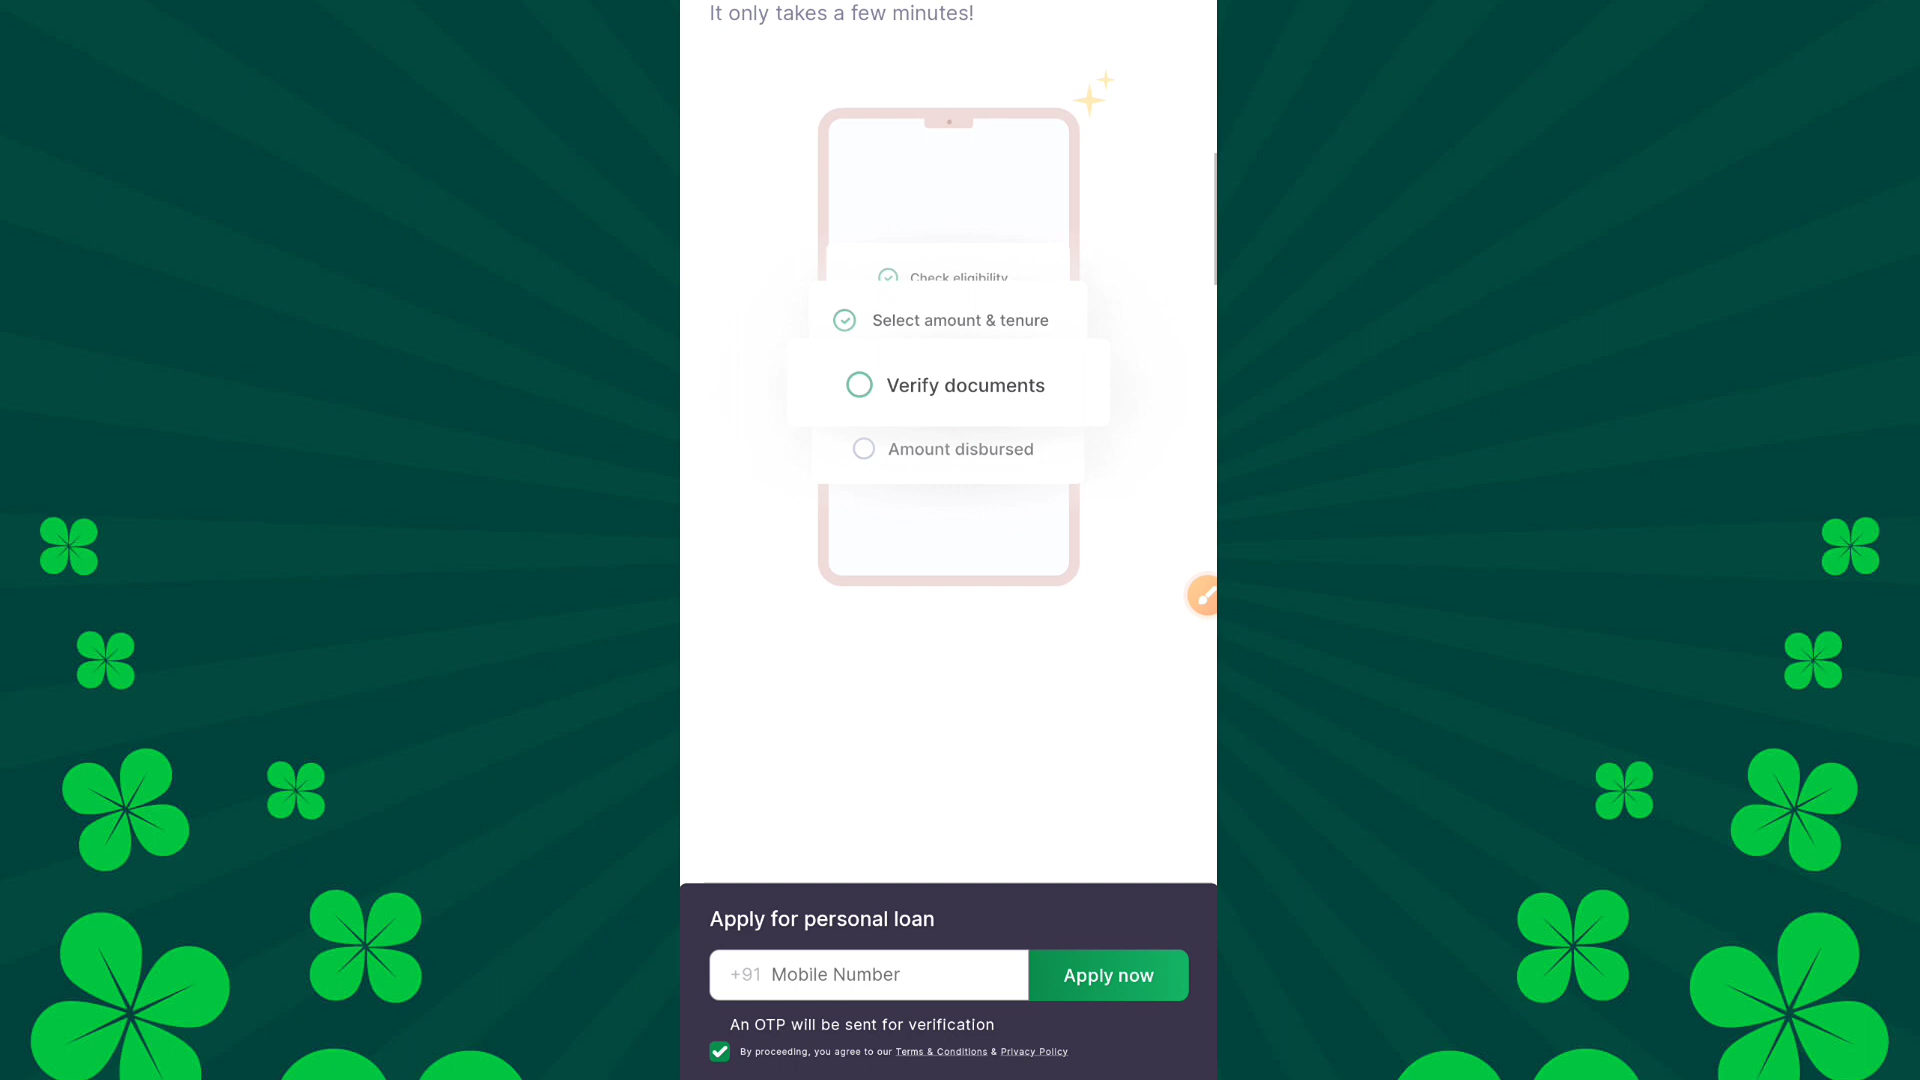 It only takes a few minutes!
Check eligibility
Select amount & tenure
Verify documents
Amount disbursed
Apply for personal loan
+91 Mobile Number
Apply now
An OTP will be sent for verification
By proceeding, you agree to our Terms & Conditions & Privacy Policy